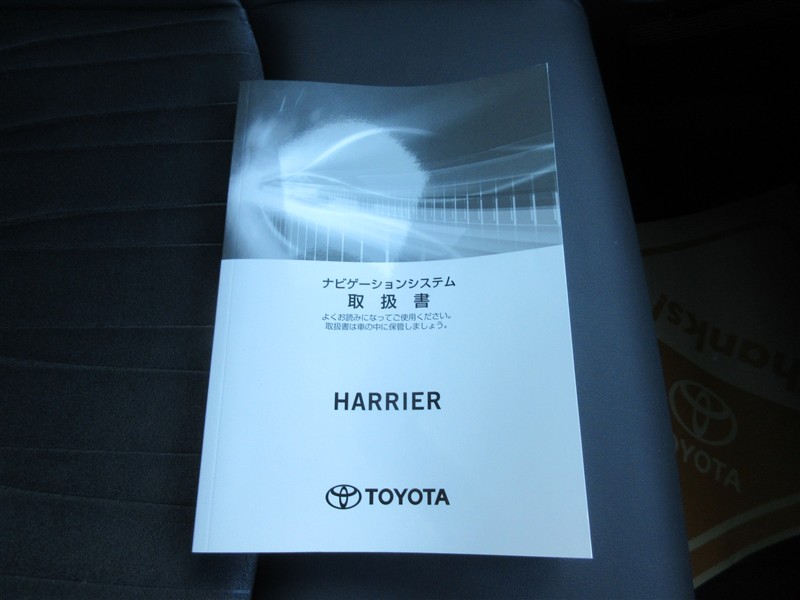 ナビゲーションシステム
取扱書
よくお読みになってご使用ください。
取扱書は車の中に保管しましょう。
HARRIER
TOYOTA
hanks!
TOYOTA